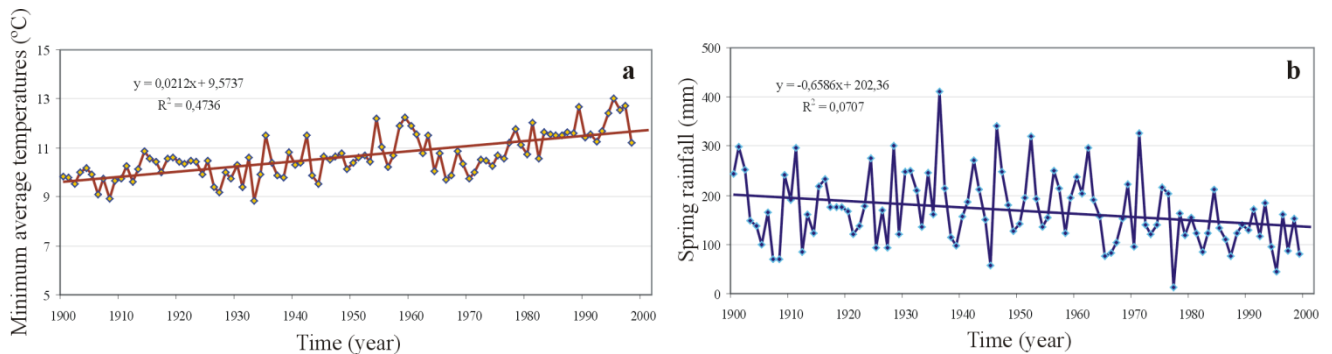 Minimum average temperatures (ºC)
15
13
11
9
7
5
a
y = 0,0212x + 9,5737
R² = 0,4736
1900 1910 1920 1930 1940 1950 1960 1970 1980 1990 2000
Time (year)
Spring rainfall (mm)
500
400
300
200
100
0
b
y = -0,6586x + 202,36
R² = 0,0707
1900 1910 1920 1930 1940 1950 1960 1970 1980 1990 2000
Time (year)